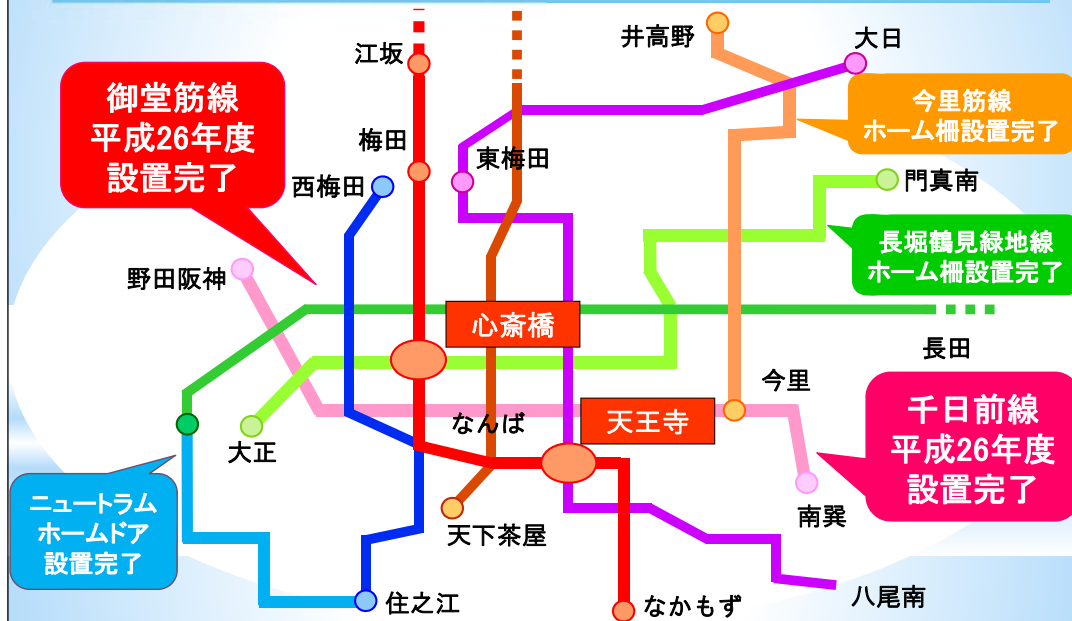 井高野
大日
江坂
御堂筋線
平成26年度
設置完了
今里筋線
ホーム柵設置完了
梅田
東梅田
西梅田
門真南
長堀鶴見緑地線
ホーム柵設置完了
野田阪神
心斎橋
長田
今里
なんば
天王寺
千日前線
平成26年度
設置完了
大正
ニュートラム
ホームドア
設置完了
南巽
天下茶屋
住之江
なかもず
八尾南